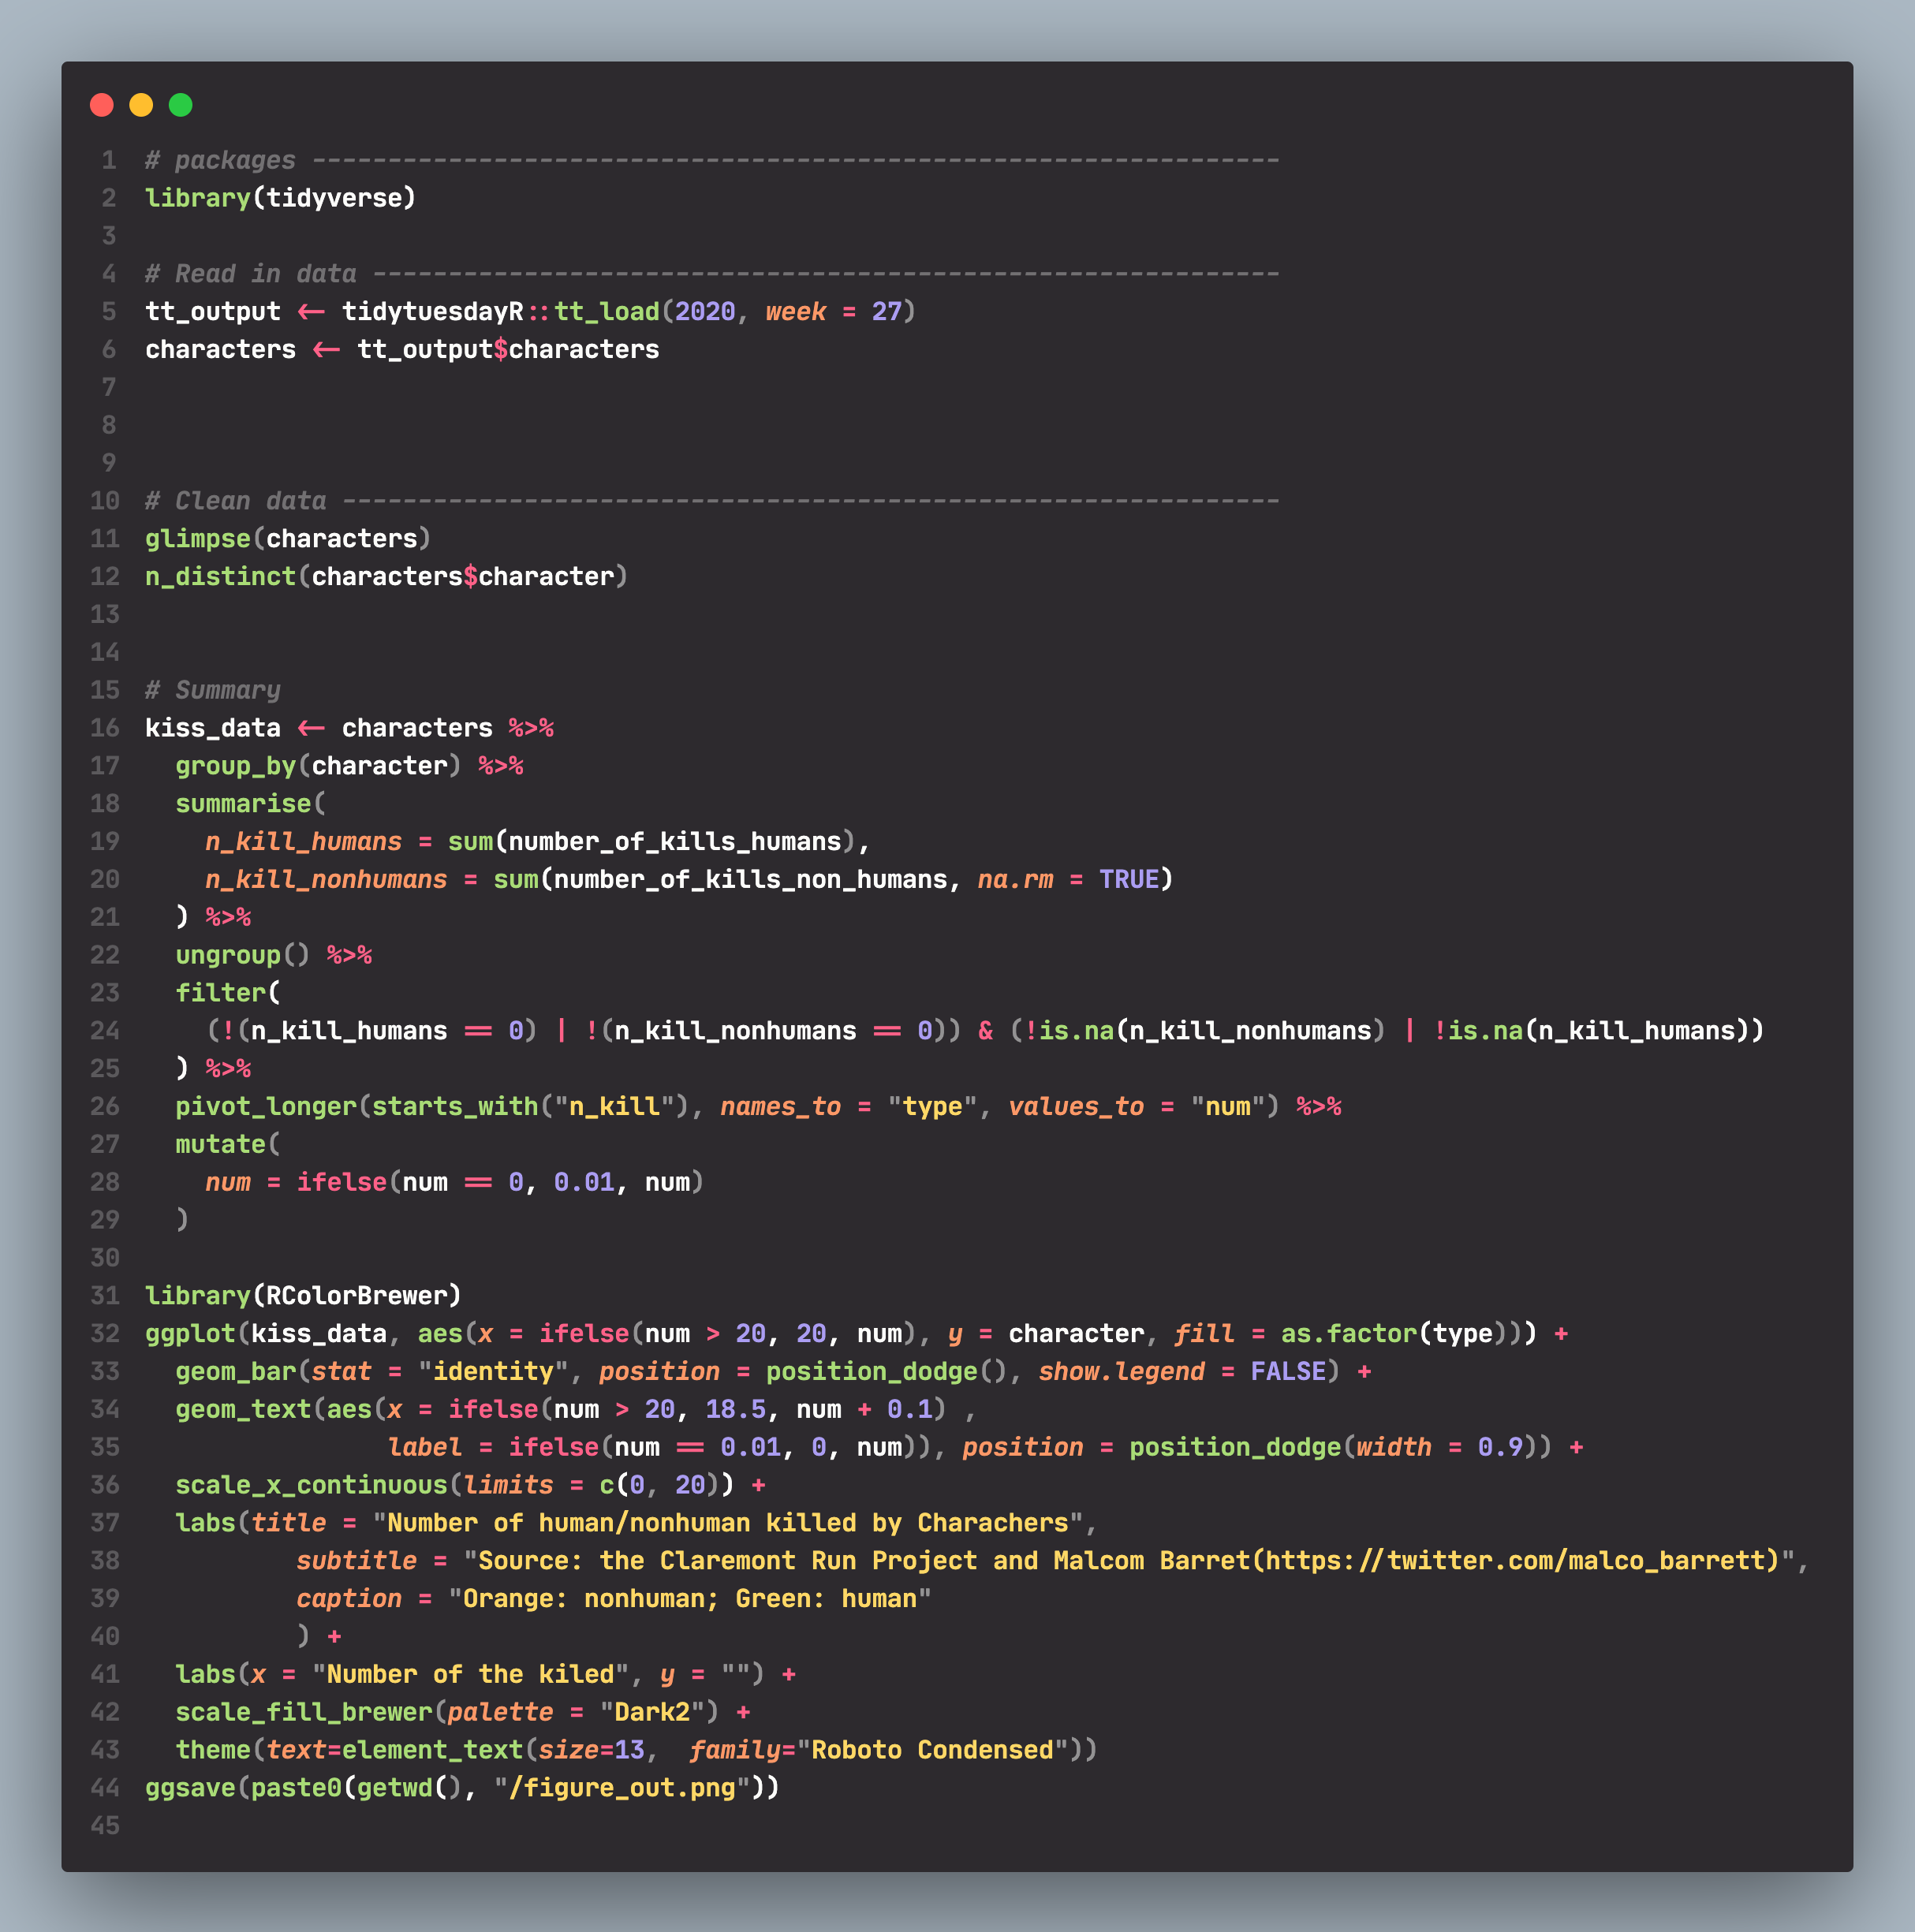 1 # packages ----------------------------------------------------------------
2 library(tidyverse)
3
4 # Read in data ------------------------------------------------------------
5 tt_output <- tidytuesdayR::tt_load(2020, week = 27)
6 characters <- tt_output$characters
7
8
9
10 # Clean data --------------------------------------------------------------
11 glimpse(characters)
12 n_distinct(characters$character)
13
14
15 # Summary
16 kiss_data <- characters %>%
17   group_by(character) %>%
18   summarise(
19     n_kill_humans = sum(number_of_kills_humans),
20     n_kill_nonhumans = sum(number_of_kills_non_humans, na.rm = TRUE)
21   ) %>%
22   ungroup() %>%
23   filter(
24     (!(n_kill_humans == 0) | !(n_kill_nonhumans == 0)) & (!is.na(n_kill_nonhumans) | !is.na(n_kill_humans))
25   ) %>%
26   pivot_longer(starts_with("n_kill"), names_to = "type", values_to = "num") %>%
27   mutate(
28     num = ifelse(num == 0, 0.01, num)
29   )
30
31 library(RColorBrewer)
32 ggplot(kiss_data, aes(x = ifelse(num > 20, 20, num), y = character, fill = as.factor(type))) +
33   geom_bar(stat = "identity", position = position_dodge(), show.legend = FALSE) +
34   geom_text(aes(x = ifelse(num > 20, 18.5, num + 0.1) ,
35                 label = ifelse(num == 0.01, 0, num)), position = position_dodge(width = 0.9)) +
36   scale_x_continuous(limits = c(0, 20)) +
37   labs(title = "Number of human/nonhuman killed by Charachers",
38           subtitle = "Source: the Claremont Run Project and Malcom Barret(https://twitter.com/malco_barrett)",
39           caption = "Orange: nonhuman; Green: human"
40           ) +
41   labs(x = "Number of the kiled", y = "") +
42   scale_fill_brewer(palette = "Dark2") +
43   theme(text=element_text(size=13,  family="Roboto Condensed"))
44 ggsave(paste0(getwd(), "/figure_out.png"))
45